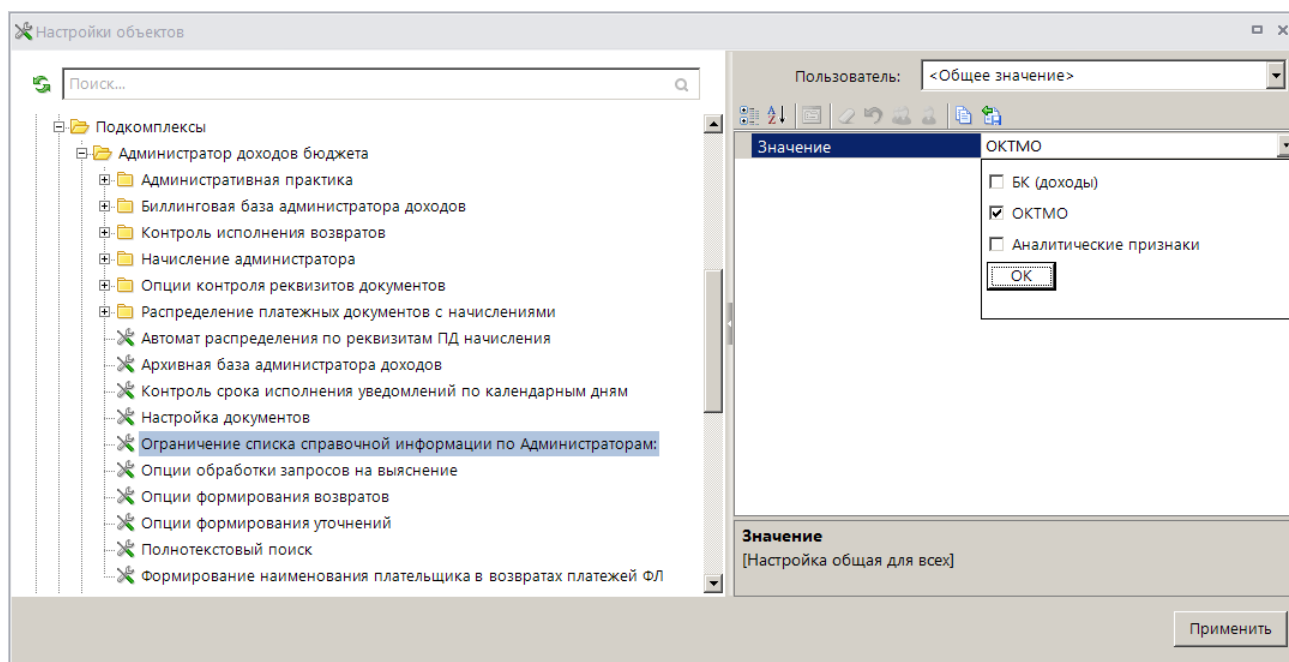 Настройки объектов
Поиск...
Подкомплексы
Администратор доходов бюджета
Административная практика
Биллинговая база администратора доходов
Контроль исполнения возвратов
Начисление администратора
Опции контроля реквизитов документов
Распределение платежных документов с начислениями
Автомат распределения по реквизитам ПД начисления
Архивная база администратора доходов
Контроль срока исполнения уведомлений по календарным дням
Настройка документов
Ограничение списка справочной информации по Администраторам:
Опции обработки запросов на выяснение
Опции формирования возвратов
Опции формирования уточнений
Полнотекстовый поиск
Формирование наименования плательщика в возвратах платежей ФЛ
Пользователь: <Общее значение>
Значение ОКТМО
БК (доходы)
ОКТМО
Аналитические признаки
ОК
Значение
[Настройка общая для всех]
Применить